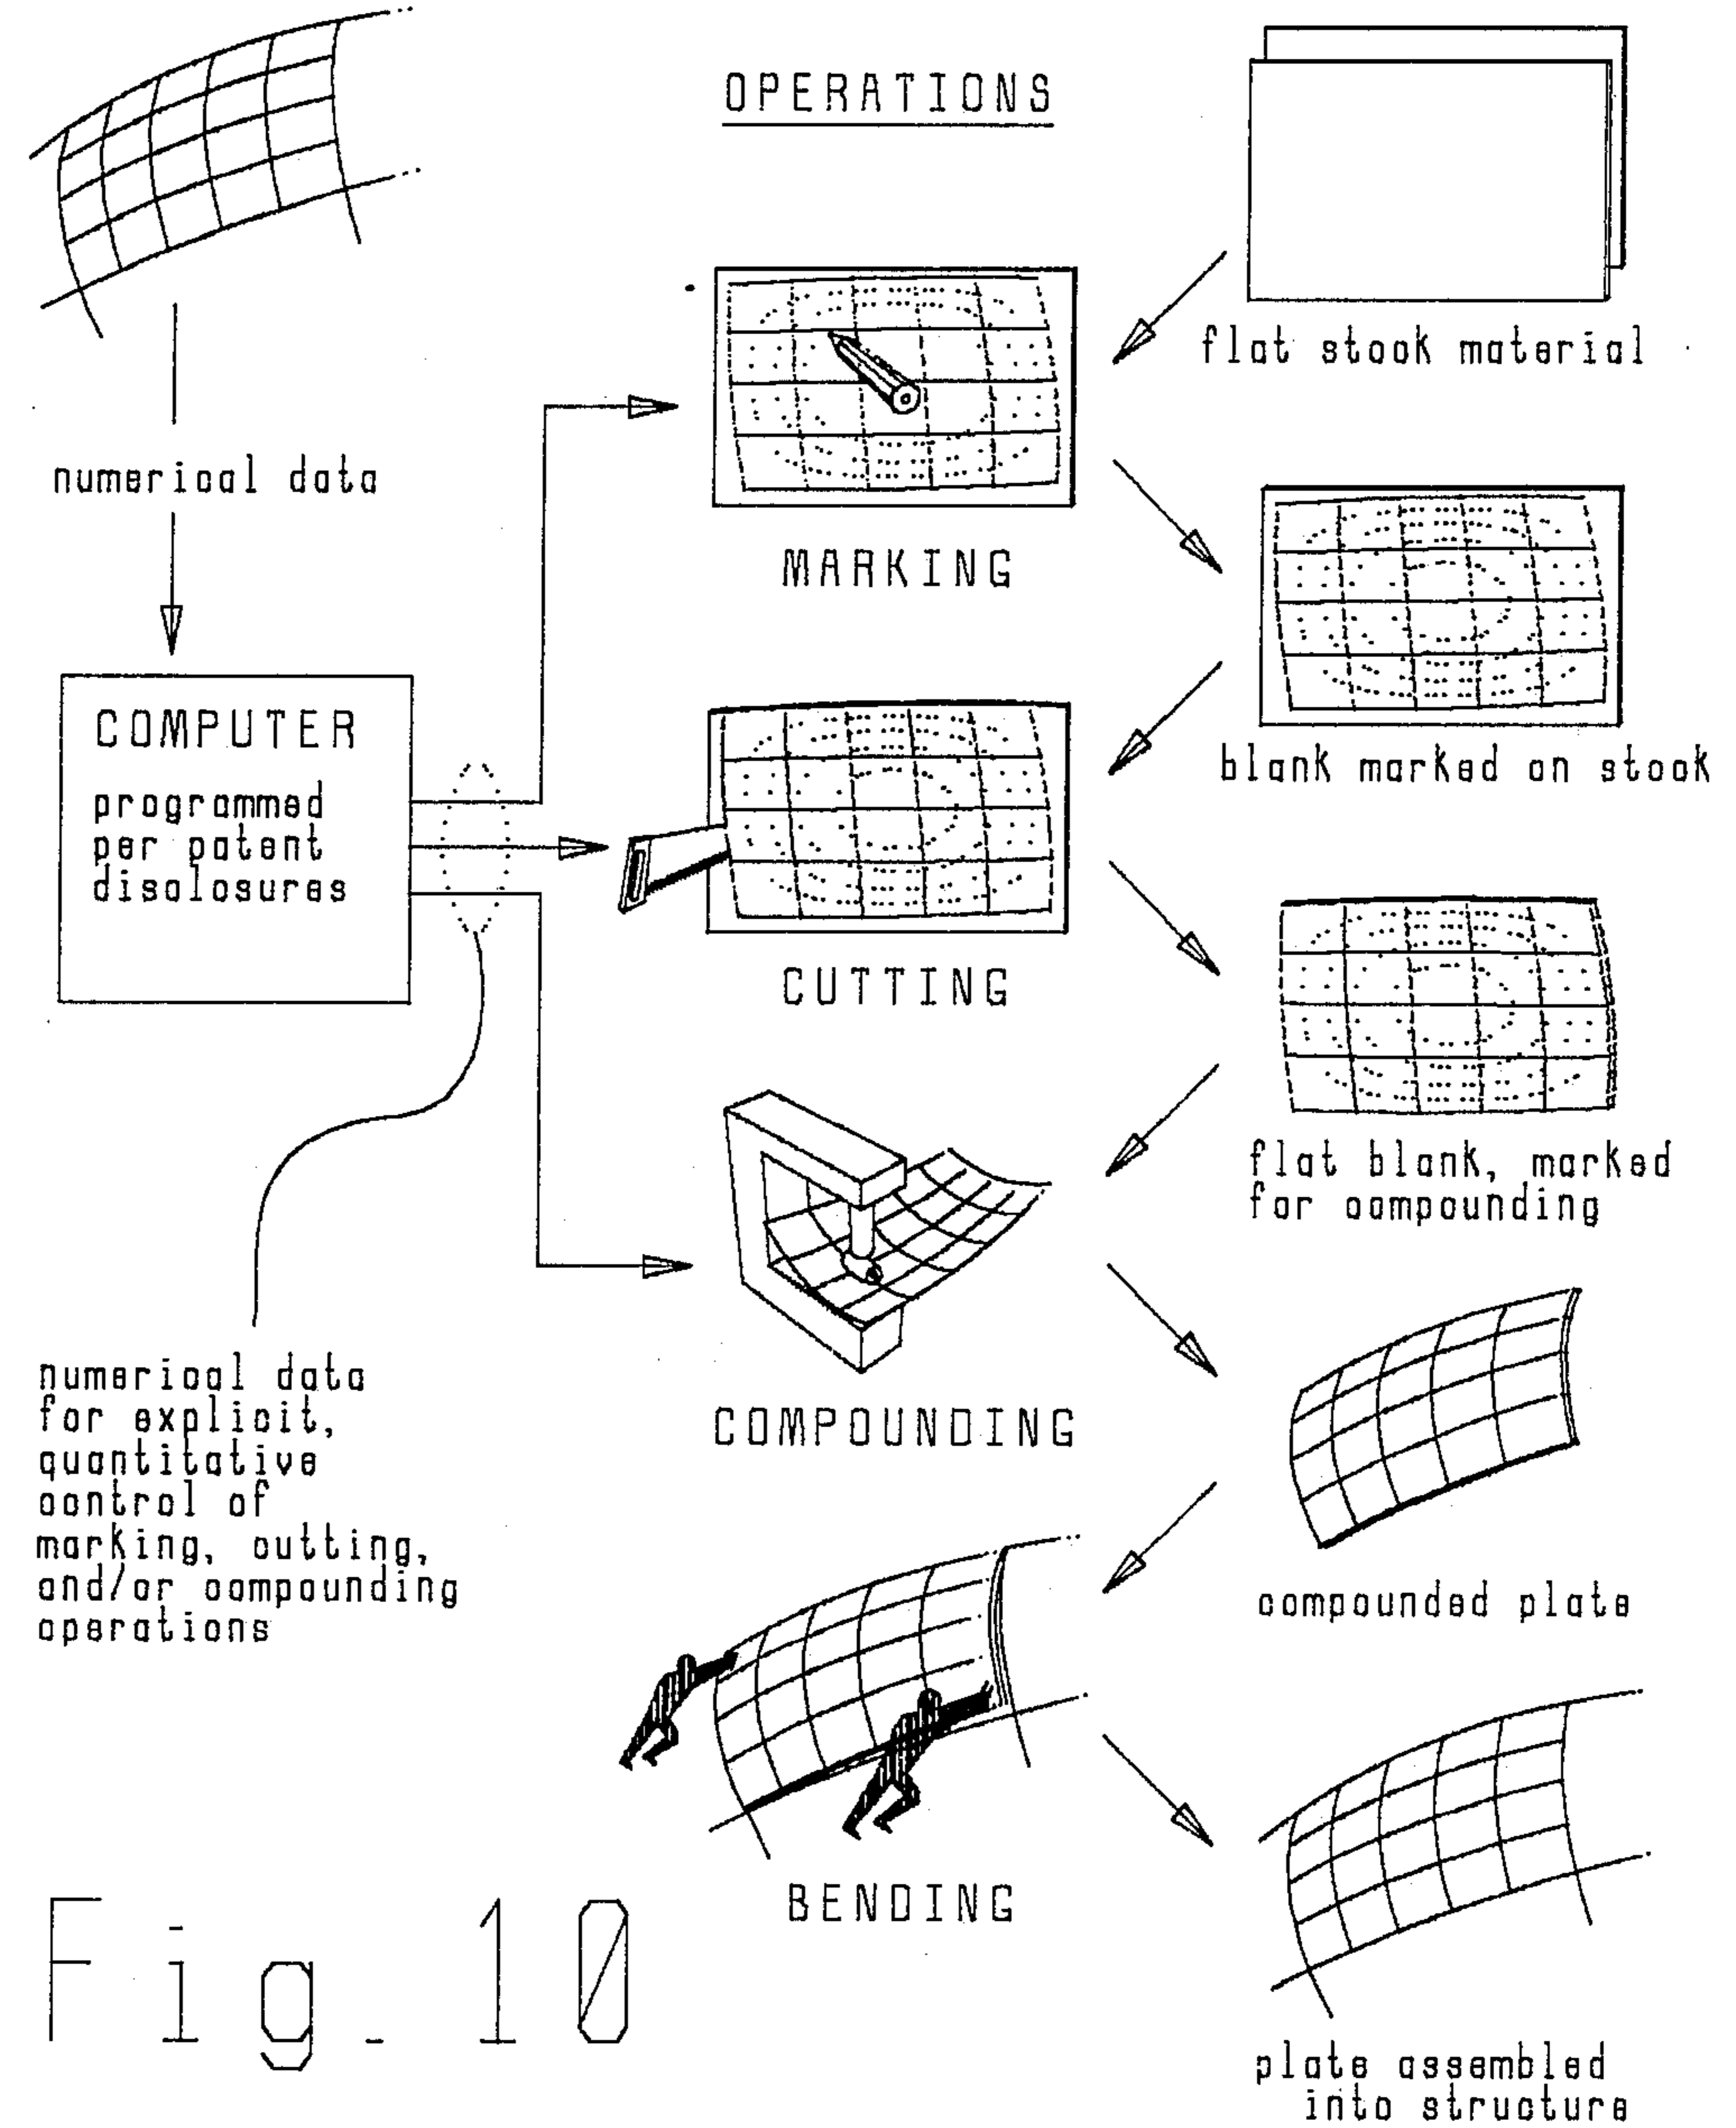 OPERATIONS
flat stock material
numerical data
MARKING
COMPUTER
programmed
per patent
disclosures
blank marked on stock
CUTTING
flat blank, marked
for compounding
numerical data
for explicit,
quantitative
control of
marking, cutting,
and/or compounding
operations
COMPOUNDING
compounded plate
BENDING
plate assembled
into structure
Fig. 10